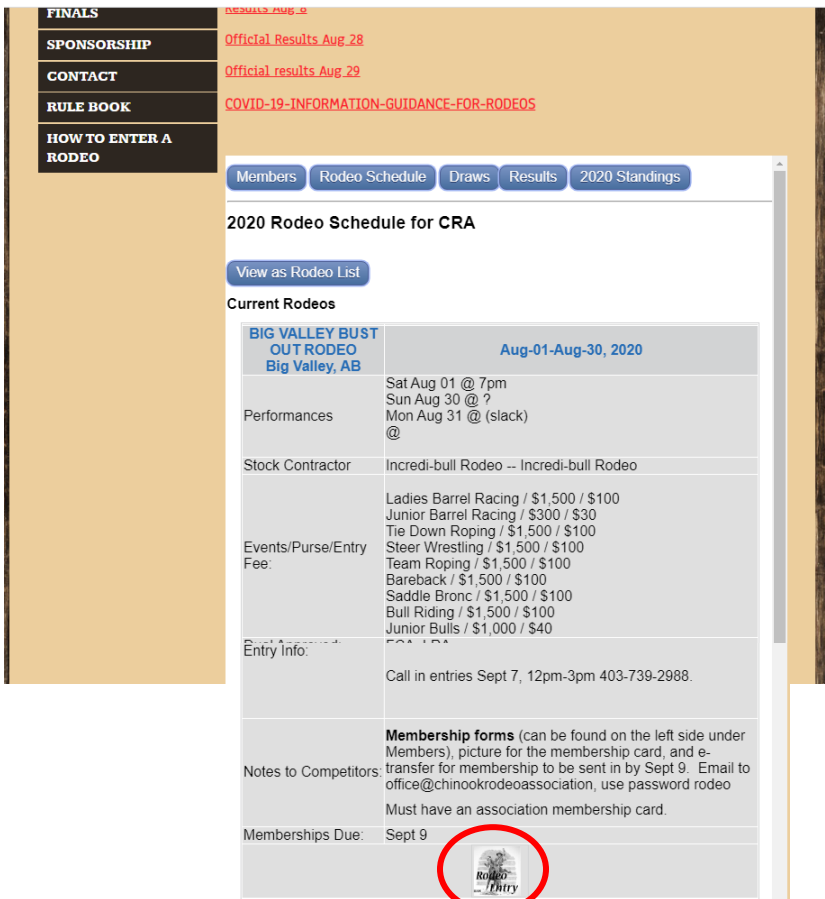 FINALS
SPONSORSHIP
CONTACT
RULE BOOK
HOW TO ENTER A
RODEO
Results Aug 8
OfficIal Results Aug 28
Official results Aug 29
COVID-19-INFORMATION-GUIDANCE-FOR-RODEOS
Members Rodeo Schedule Draws Results 2020 Standings
2020 Rodeo Schedule for CRA
View as Rodeo List
Current Rodeos
BIG VALLEY BUST
OUT RODEO
Big Valley, AB
Aug-01-Aug-30, 2020
Performances
Sat Aug 01 @ 7pm
Sun Aug 30 @ ?
Mon Aug 31 @ (slack)
@
Stock Contractor
Incredi-bull Rodeo -- Incredi-bull Rodeo
Events/Purse/Entry
Fee:
Ladies Barrel Racing / $1,500 / $100
Junior Barrel Racing / $300 / $30
Tie Down Roping / $1,500 / $100
Steer Wrestling / $1,500 / $100
Team Roping / $1,500 / $100
Bareback / $1,500 / $100
Saddle Bronc / $1,500 / $100
Bull Riding / $1,500 / $100
Junior Bulls / $1,000 / $40
Entry Info:
Call in entries Sept 7, 12pm-3pm 403-739-2988.
Notes to Competitors:
Membership forms (can be found on the left side under
Members), picture for the membership card, and e-
transfer for membership to be sent in by Sept 9. Email to
office@chinookrodeoassociation, use password rodeo
Must have an association membership card.
Memberships Due:
Sept 9
Rodeo
Entry